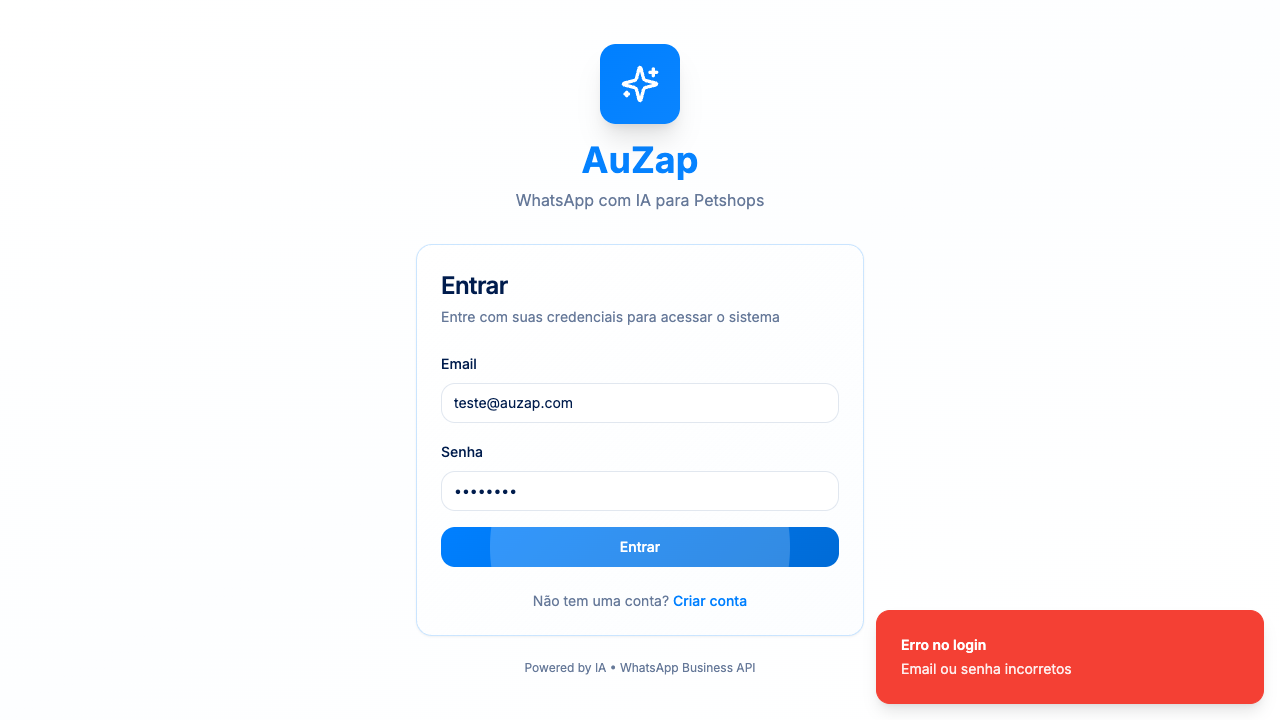 AuZap
WhatsApp com IA para Petshops
Entrar
Entre com suas credenciais para acessar o sistema
Email
teste@auzap.com
Senha
••••••••
Entrar
Não tem uma conta? Criar conta
Powered by IA • WhatsApp Business API
Erro no login
Email ou senha incorretos